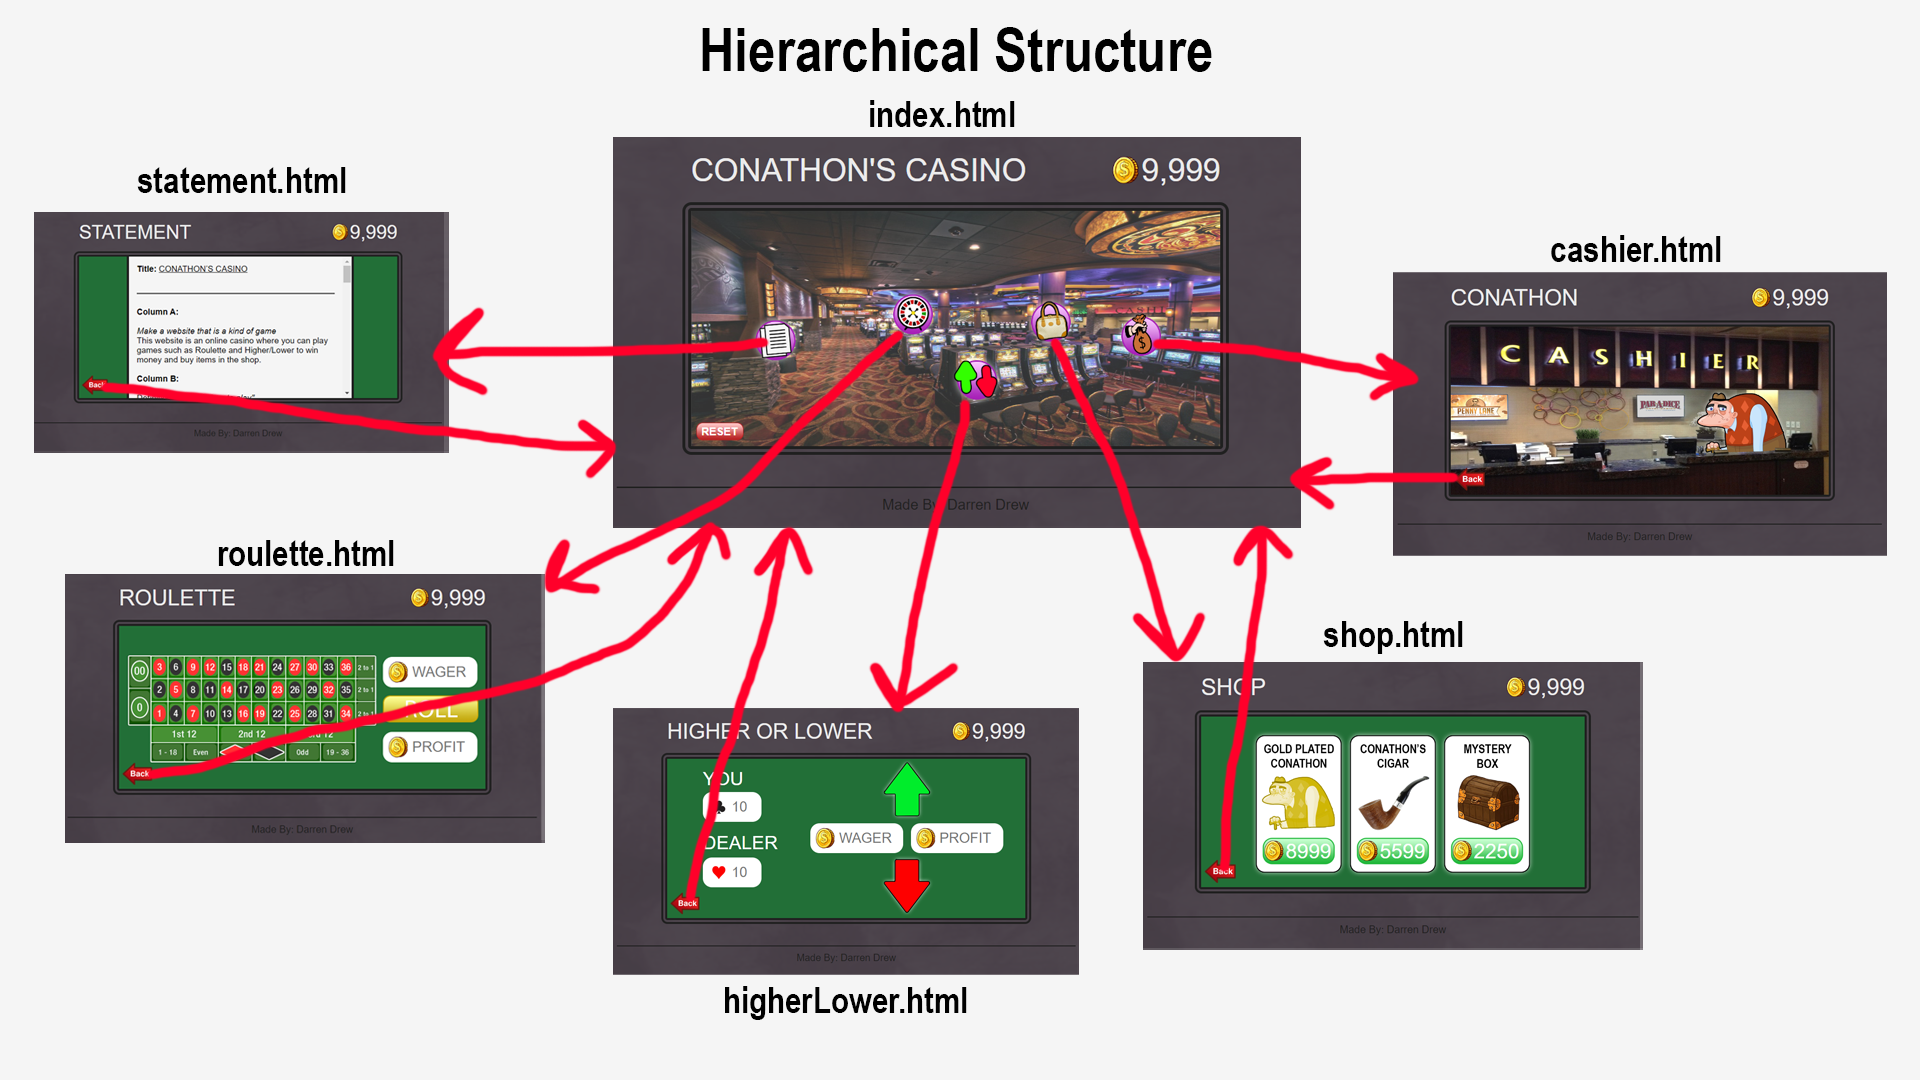 Hierarchical Structure
index.html
CONATHON'S CASINO 9,999
RESET
Made By: Darren Drew
statement.html
STATEMENT 9,999
Title: CONATHON'S CASINO
Column A:
Make a website that is a kind of game
This website is an online casino where you can play
games such as Roulette and Higher/Lower to win
money and buy items in the shop.
Column B:
Back
Made By: Darren Drew
cashier.html
CONATHON 9,999
CASHIER
PENNY LANE
PAR-A-DICE
Back
Made By: Darren Drew
roulette.html
ROULETTE 9,999
00 3 6 9 12 15 18 21 24 27 30 33 36 2 to 1
2 5 8 11 14 17 20 23 26 29 32 35 2 to 1
0 1 4 7 10 13 16 19 22 25 28 31 34 2 to 1
1st 12 2nd 12 12
1 - 18 Even Odd 19 - 36
WAGER
ROLL
PROFIT
Back
Made By: Darren Drew
higherLower.html
HIGHER OR LOWER 9,999
YOU
10
DEALER
10
WAGER PROFIT
Back
Made By: Darren Drew
shop.html
SHOP 9,999
GOLD PLATED
CONATHON
8999
CONATHON'S
CIGAR
5599
MYSTERY
BOX
2250
Back
Made By: Darren Drew